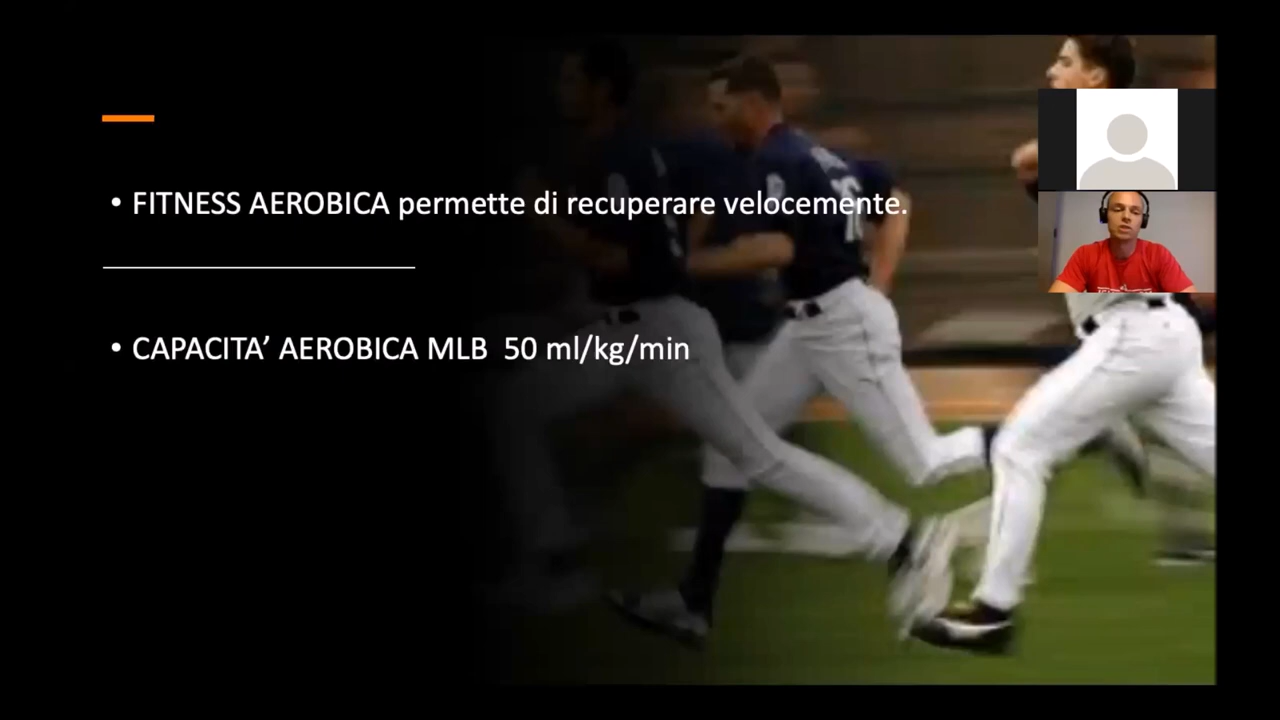 • FITNESS AEROBICA permette di recuperare velocemente.
• CAPACITA’ AEROBICA MLB 50 ml/kg/min